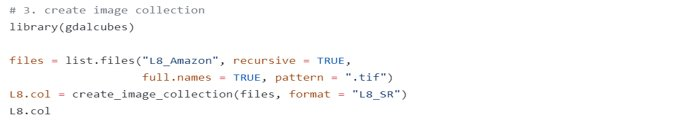 # 3. create image collection
library(gdalcubes)
files = list.files("L8_Amazon", recursive = TRUE,
full.names = TRUE, pattern = ".tif")
L8.col = create_image_collection(files, format = "L8_SR")
L8.col